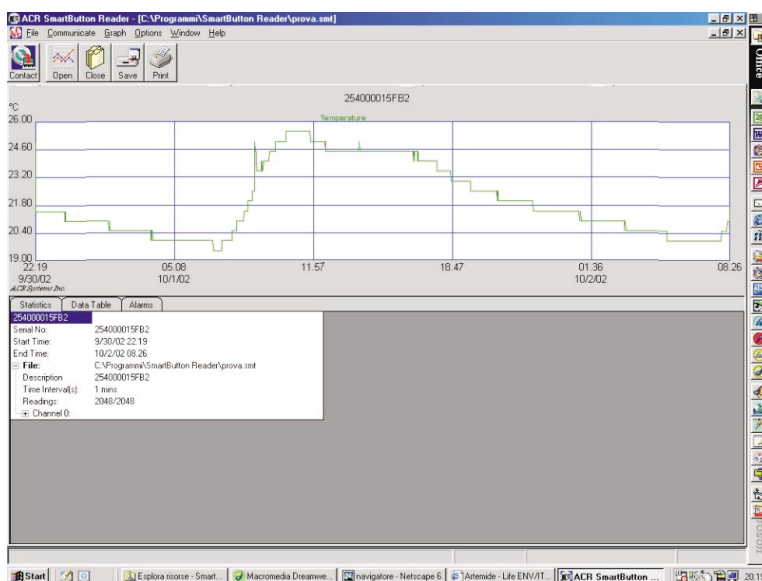 ACR SmartButton Reader - [C:\Programmi\SmartButton Reader\prova.smt]
File Communicate Graph Options Window Help
Contact Open Close Save Print
Office
254000015FB2
°C
Temperature
26.00
24.60
23.20
21.80
20.40
19.00
22.19 05.08 11.57 18.47 01.36 08.26
9/30/02 10/1/02 10/2/02
ACR Systems Inc.
Statistics Data Table Alarms
254000015FB2
Serial No: 254000015FB2
Start Time: 9/30/02 22.19
End Time: 10/2/02 08.26
File: C:\Programmi\SmartButton Reader\prova.smt
Description 254000015FB2
Time Interval(s): 1 mins
Readings: 2048/2048
Channel 0:
Start Esplora risorse - Smart... Macromedia Dreamwe... navigatore - Netscape 6 Artemide - Life ENV/IT... ACR SmartButton ...